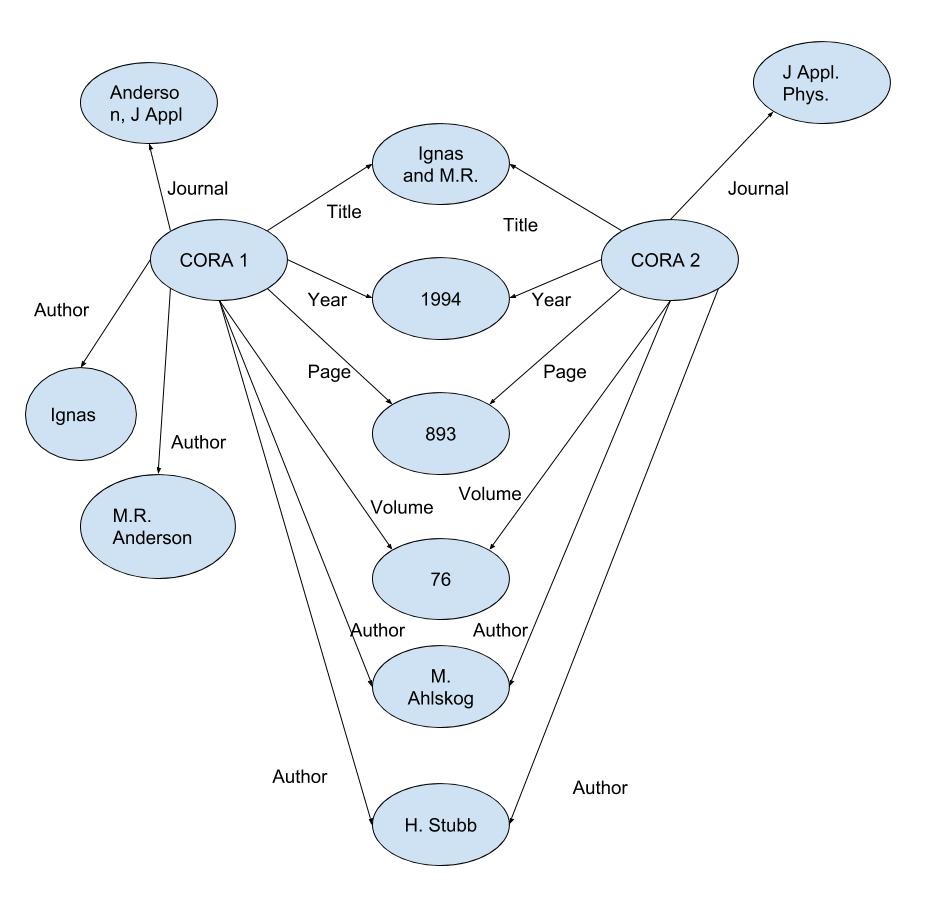 J Appl.
Phys.
Anderso
n, J Appl
Ignas
and M.R.
Journal
Journal
Title
Title
CORA 1
CORA 2
Year
1994
Year
Author
Page
Page
Ignas
893
Author
Volume
Volume
M.R.
Anderson
76
Author
Author
M.
Ahlskog
Author
Author
H. Stubb